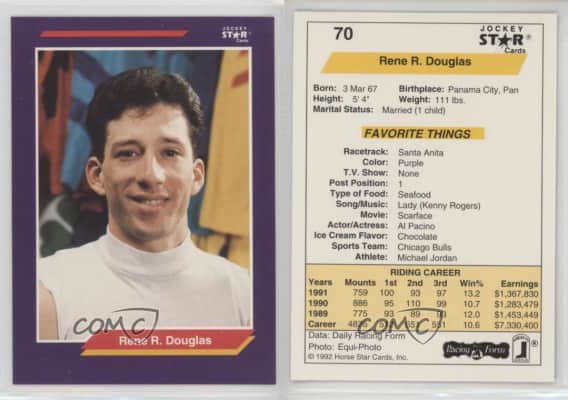 JOCKEY
STAR®
Cards
COMC
Rene R. Douglas
70
JOCKEY
STAR®
Cards
Rene R. Douglas
Born: 3 Mar 67 Birthplace: Panama City, Pan
Height: 5' 4" Weight: 111 lbs.
Marital Status: Married (1 child)
FAVORITE THINGS
Racetrack: Santa Anita
Color: Purple
T.V. Show: None
Post Position: 1
Type of Food: Seafood
Song/Music: Lady (Kenny Rogers)
Movie: Scarface
Actor/Actress: Al Pacino
Ice Cream Flavor: Chocolate
Sports Team: Chicago Bulls
Athlete: Michael Jordan
RIDING CAREER
Years Mounts 1st 2nd 3rd Win% Earnings
1991 759 100 93 97 13.2 $1,367,830
1990 886 95 110 99 10.7 $1,283,479
1989 775 93 89 12.0 $1,453,449
Career 551 10.6 $7,330,400
COMC
Data: Daily Racing Form
Photo: Equi-Photo
© 1992 Horse Star Cards, Inc.
Racing Form ®